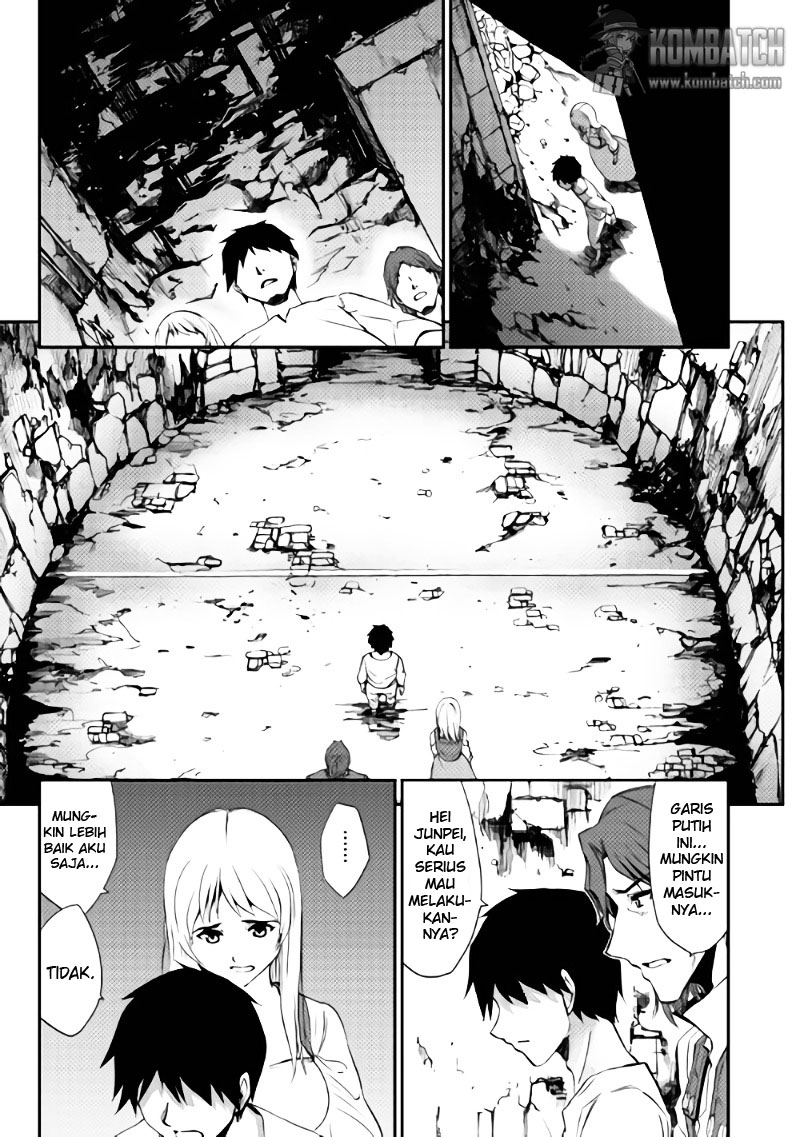 KOMBATCH
www.kombatch.com
GARIS
PUTIH
INI...
MUNGKIN
PINTU
MASUK-
NYA...
HEI
JUNPEI,
KAU
SERIUS
MAU
MELAKU-
KAN-
NYA?
......
MUNG-
KIN LEBIH
BAIK AKU
SAJA...
TIDAK.